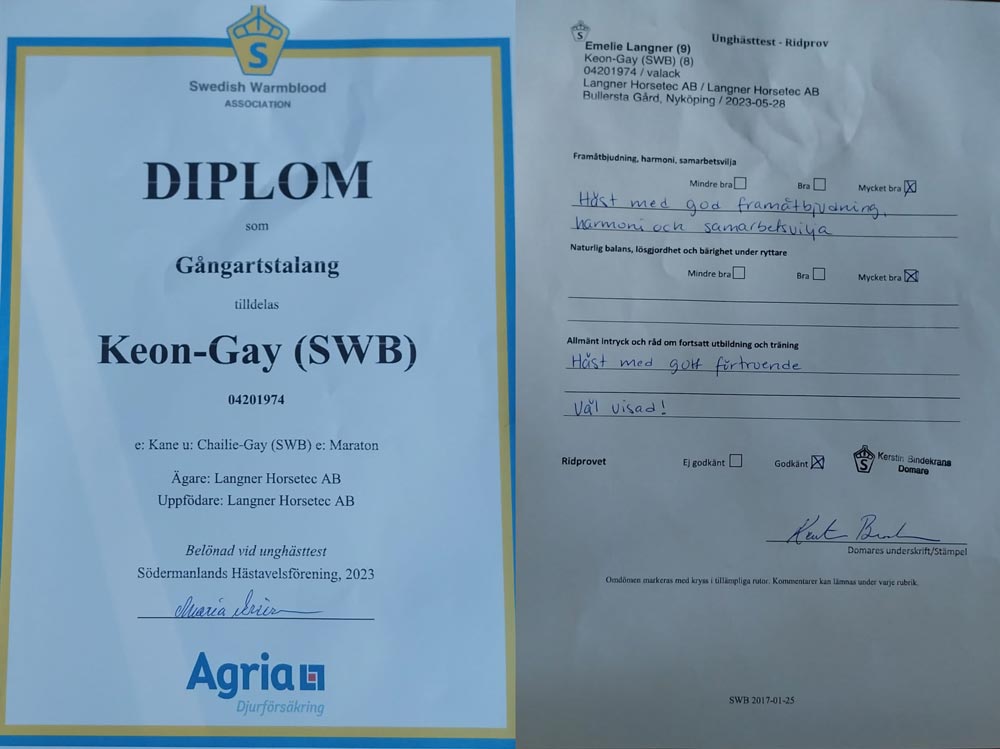 S
Swedish Warmblood
ASSOCIATION
DIPLOM
som
Gångartstalang
tilldelas
Keon-Gay (SWB)
04201974
e: Kane u: Chailie-Gay (SWB) e: Maraton
Ägare: Langner Horsetec AB
Uppfödare: Langner Horsetec AB
Belönad vid unghästtest
Södermanlands Hästavelsförening, 2023
Maria
Agria
Djurförsäkring
S
Unghästtest - Ridprov
Emelie Langner (9)
Keon-Gay (SWB) (8)
04201974 / valack
Langner Horsetec AB / Langner Horsetec AB
Bullersta Gård, Nyköping / 2023-05-28
Framåtbjudning, harmoni, samarbetsvilja
Mindre bra Bra Mycket bra
Häst med god framåtbjudning,
harmoni och samarbetsvilja
Naturlig balans, lösgjordhet och bärighet under ryttare
Mindre bra Bra Mycket bra
Allmänt intryck och råd om fortsatt utbildning och träning
Häst med gott förtroende
Väl visad!
Ridprovet Ej godkänt Godkänt
S
Kerstin Bindekrans
Domare
Domares underskrift/Stämpel
Omdömen markeras med kryss i tillämpliga rutor. Kommentarer kan lämnas under varje rubrik.
SWB 2017-01-25